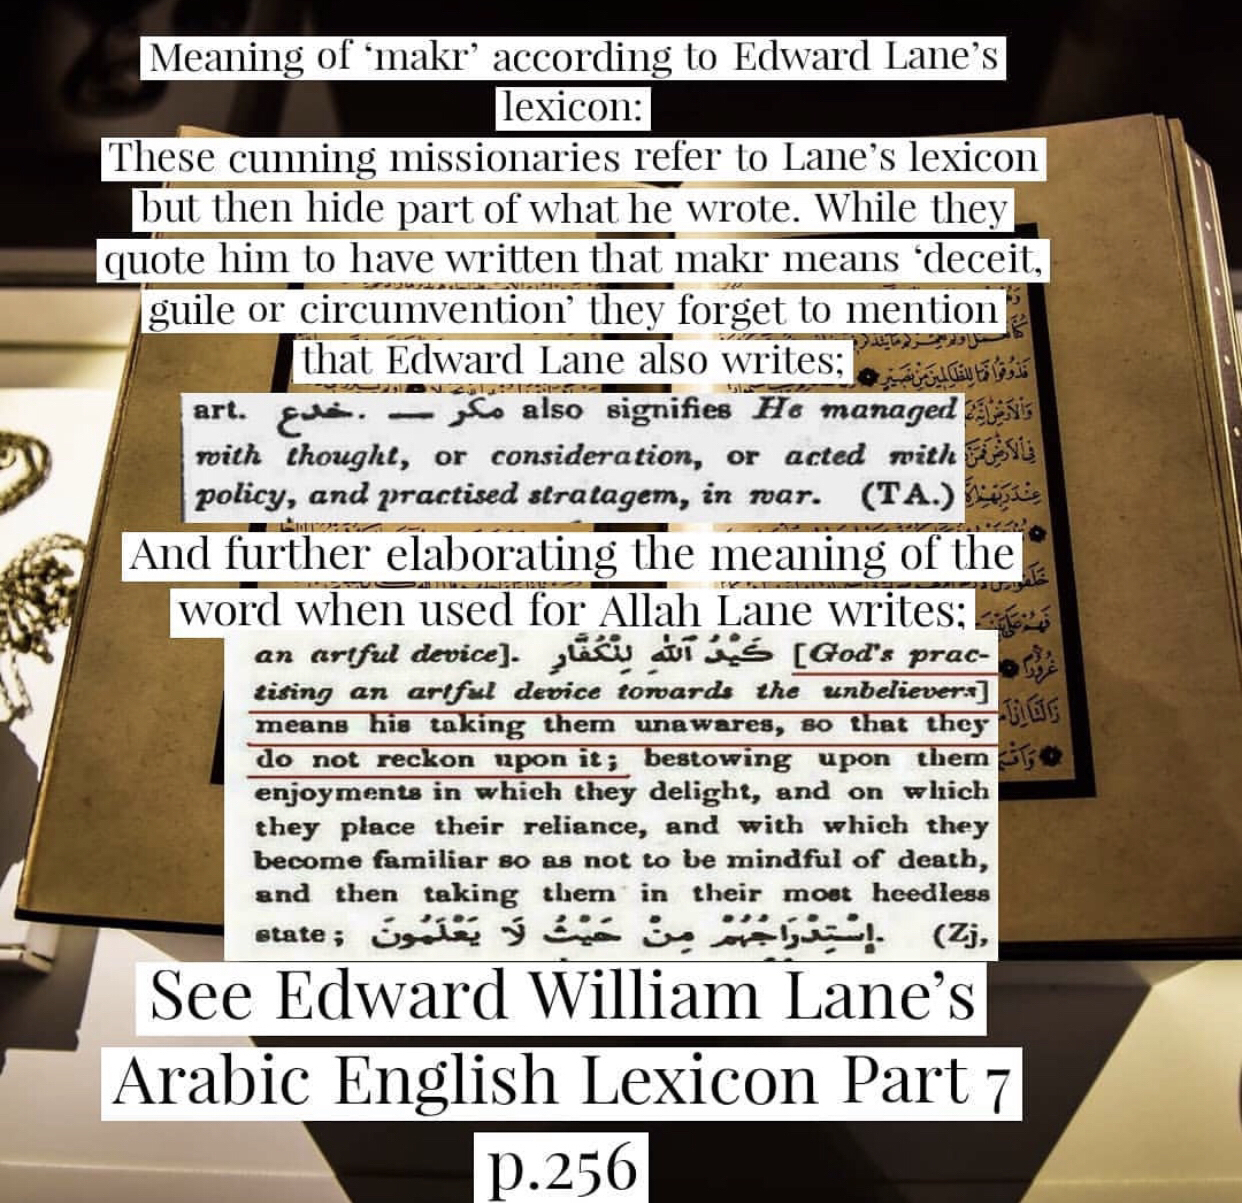 Meaning of ‘makr’ according to Edward Lane’s
lexicon:
These cunning missionaries refer to Lane’s lexicon
but then hide part of what he wrote. While they
quote him to have written that makr means ‘deceit,
guile or circumvention’ they forget to mention
that Edward Lane also writes;
art. خدع. — مكر also signifies He managed
with thought, or consideration, or acted with
policy, and practised stratagem, in war. (TA.)
And further elaborating the meaning of the
word when used for Allah Lane writes;
an artful device]. كَيْدُ ٱللّٰهِ لِلْكُفَّارِ [God's prac-
tising an artful device towards the unbelievers]
means his taking them unawares, so that they
do not reckon upon it; bestowing upon them
enjoyments in which they delight, and on which
they place their reliance, and with which they
become familiar so as not to be mindful of death,
and then taking them in their most heedless
state; إِسْتِدْرَاجُهُمْ مِنْ حَيْثُ لَا يَعْلَمُونَ. (Zj,
See Edward William Lane’s
Arabic English Lexicon Part 7
p.256